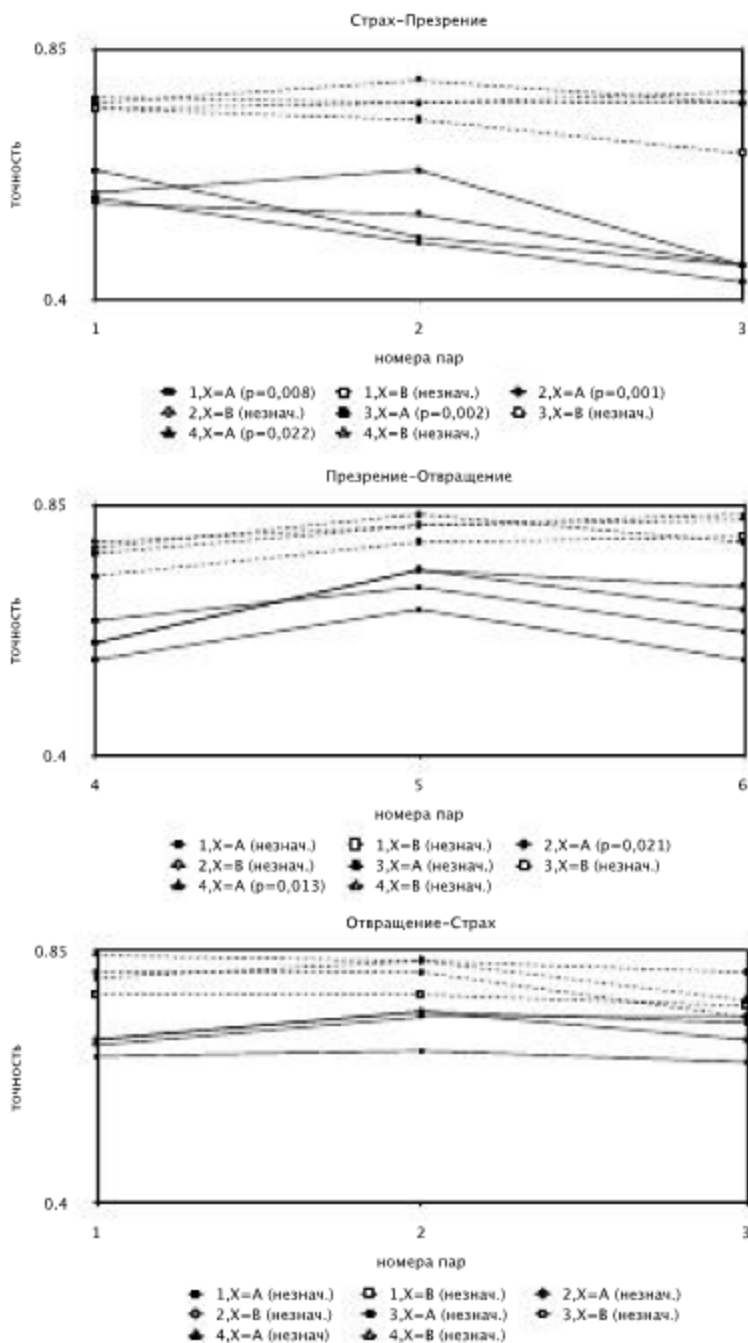 Страх-Презрение
0.85
точность
0.4
1 2 3
номера пар
1,X=A (p=0,008) 1,X=B (незнач.) 2,X=A (p=0,001)
2,X=B (незнач.) 3,X=A (p=0,002) 3,X=B (незнач.)
4,X=A (p=0,022) 4,X=B (незнач.)
Презрение-Отвращение
0.85
точность
0.4
4 5 6
номера пар
1,X=A (незнач.) 1,X=B (незнач.) 2,X=A (p=0,021)
2,X=B (незнач.) 3,X=A (незнач.) 3,X=B (незнач.)
4,X=A (p=0,013) 4,X=B (незнач.)
Отвращение-Страх
0.85
точность
0.4
1 2 3
номера пар
1,X=A (незнач.) 1,X=B (незнач.) 2,X=A (незнач.)
2,X=B (незнач.) 3,X=A (незнач.) 3,X=B (незнач.)
4,X=A (незнач) 4,X=B (незнач.)